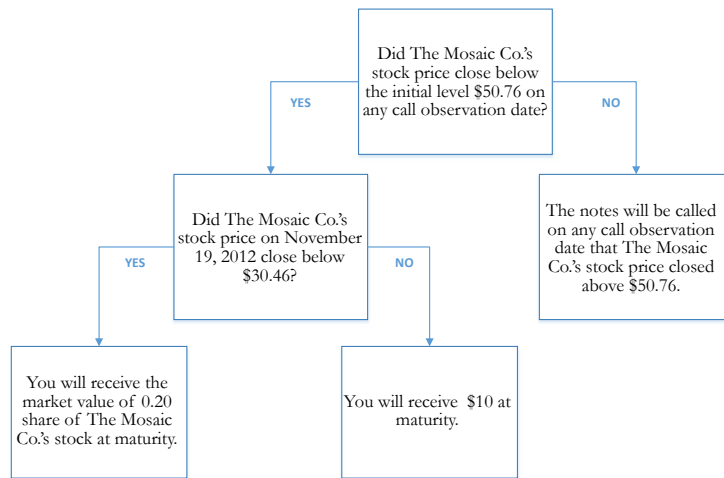 Did The Mosaic Co.'s
stock price close below
the initial level $50.76 on
any call observation date?
YES
NO
Did The Mosaic Co.'s
stock price on November
19, 2012 close below
$30.46?
The notes will be called
on any call observation
date that The Mosaic
Co.'s stock price closed
above $50.76.
YES
NO
You will receive the
market value of 0.20
share of The Mosaic
Co.'s stock at maturity.
You will receive $10 at
maturity.